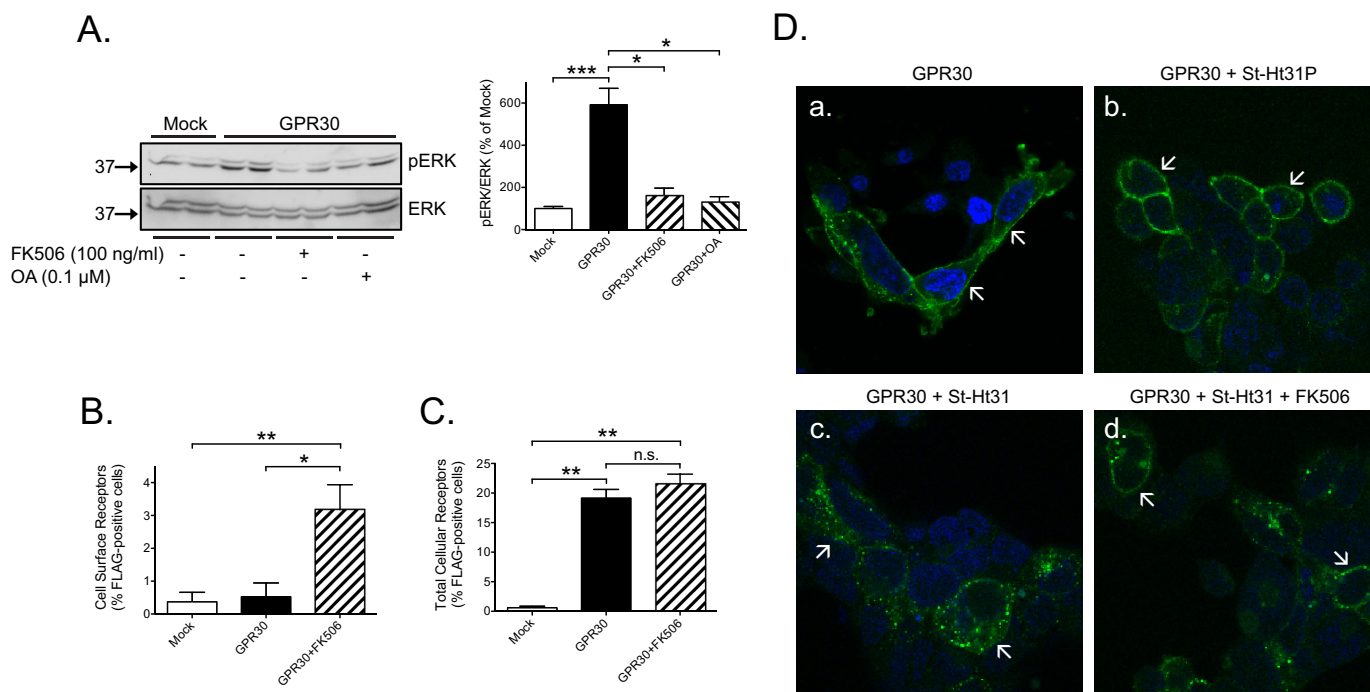 A.
Mock GPR30
37 pERK
37 ERK
FK506 (100 ng/ml) - - + -
OA (0.1 µM) - - - +
pERK/ERK (% of Mock)
600
400
200
0
*** * *
Mock GPR30 GPR30+FK506 GPR30+OA
B.
Cell Surface Receptors
(% FLAG-positive cells)
4
3
2
1
0
**
*
Mock GPR30 GPR30+FK506
C.
Total Cellular Receptors
(% FLAG-positive cells)
25
20
15
10
5
0
**
** n.s.
Mock GPR30 GPR30+FK506
D.
GPR30 GPR30 + St-Ht31P
a. b.
GPR30 + St-Ht31 GPR30 + St-Ht31 + FK506
c. d.